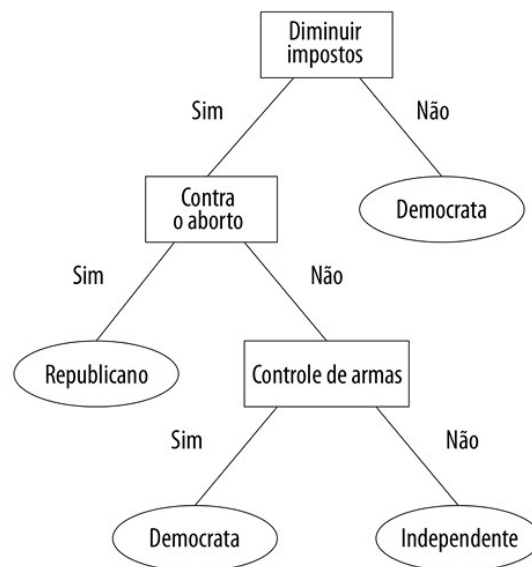 Diminuir
impostos
Sim
Não
Contra
o aborto
Democrata
Sim
Não
Republicano
Controle de armas
Sim
Não
Democrata
Independente